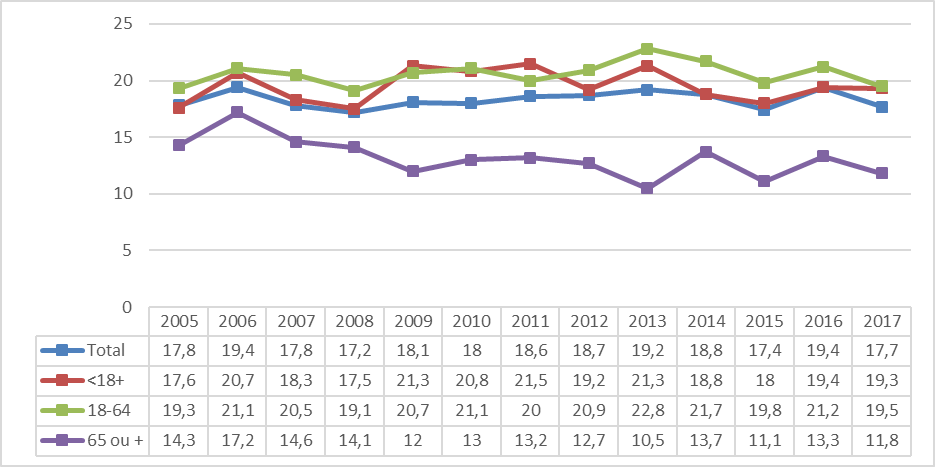 25
20
15
10
5
0
2005 2006 2007 2008 2009 2010 2011 2012 2013 2014 2015 2016 2017
Total 17,8 19,4 17,8 17,2 18,1 18 18,6 18,7 19,2 18,8 17,4 19,4 17,7
<18+ 17,6 20,7 18,3 17,5 21,3 20,8 21,5 19,2 21,3 18,8 18 19,4 19,3
18-64 19,3 21,1 20,5 19,1 20,7 21,1 20 20,9 22,8 21,7 19,8 21,2 19,5
65 ou + 14,3 17,2 14,6 14,1 12 13 13,2 12,7 10,5 13,7 11,1 13,3 11,8